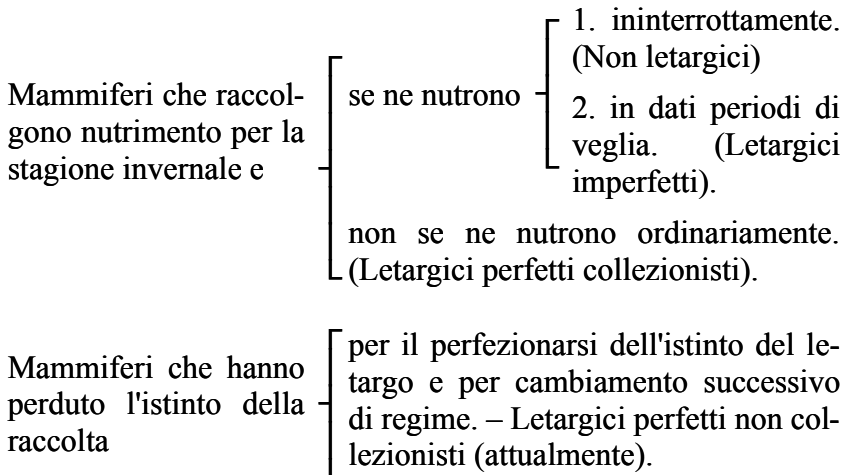 Mammiferi che raccol-
gono nutrimento per la
stagione invernale e
se ne nutrono
1. ininterrottamente.
(Non letargici)
2. in dati periodi di
veglia. (Letargici
imperfetti).
non se ne nutrono ordinariamente.
(Letargici perfetti collezionisti).
Mammiferi che hanno
perduto l'istinto della
raccolta
per il perfezionarsi dell'istinto del le-
targo e per cambiamento successivo
di regime. – Letargici perfetti non col-
lezionisti (attualmente).